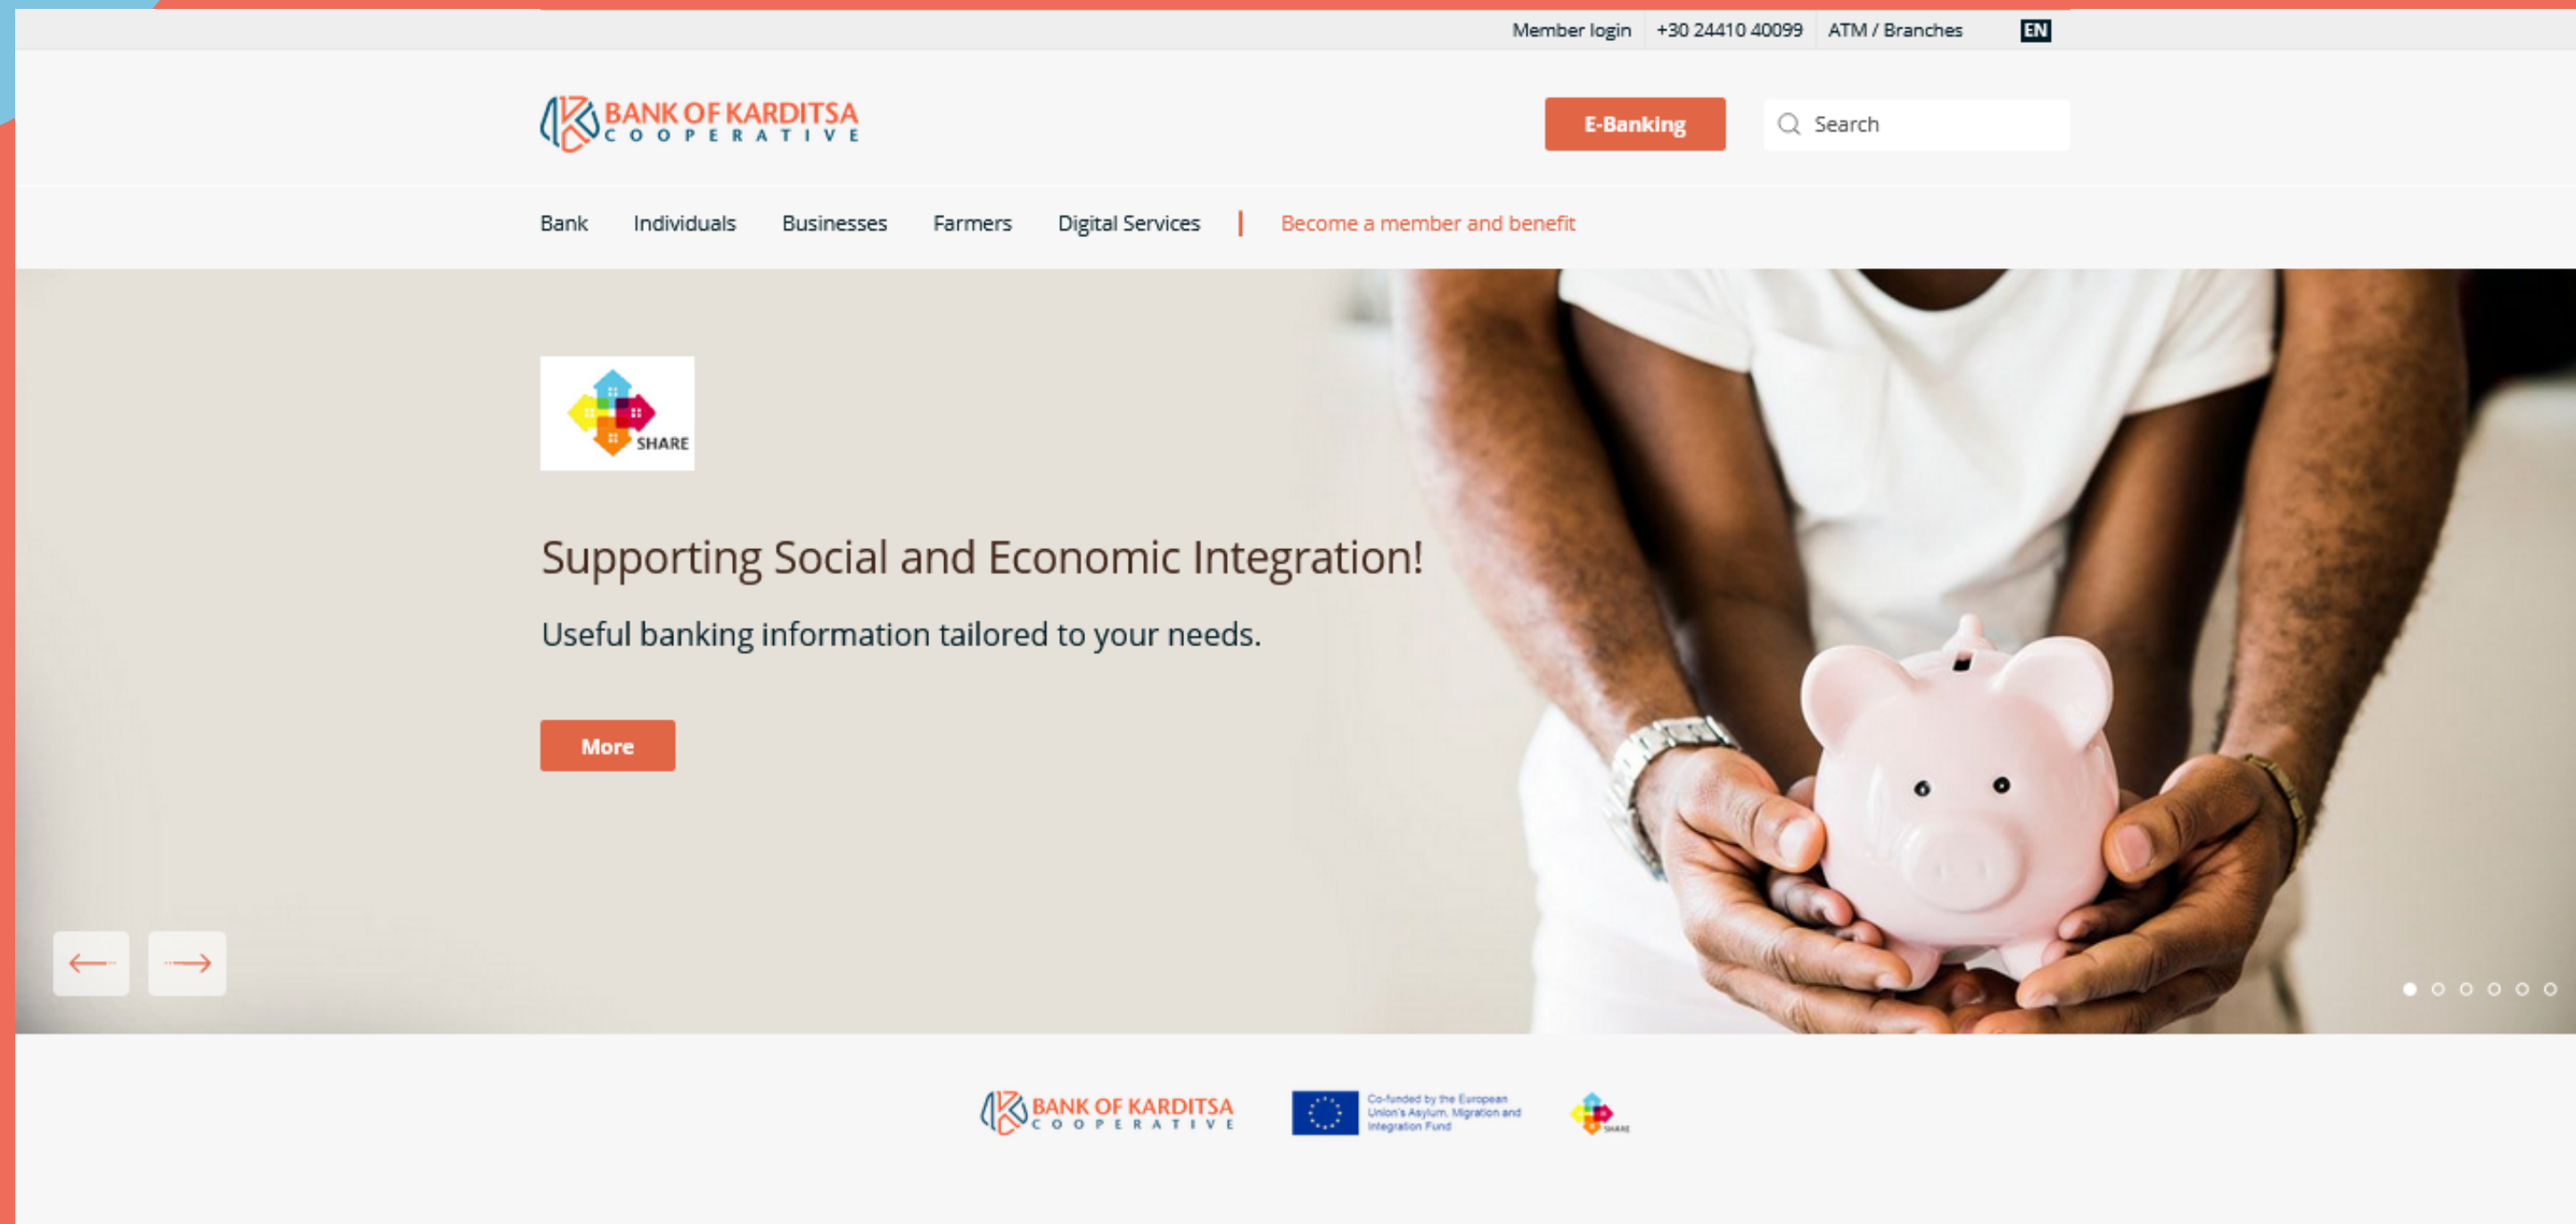 Member login +30 24410 40099 ATM / Branches EN
BANK OF KARDITSA
COOPERATIVE
E-Banking
Search
Bank Individuals Businesses Farmers Digital Services | Become a member and benefit
SHARE
Supporting Social and Economic Integration!
Useful banking information tailored to your needs.
More
BANK OF KARDITSA
COOPERATIVE
Co-funded by the European
Union's Asylum, Migration and
Integration Fund
SHARE